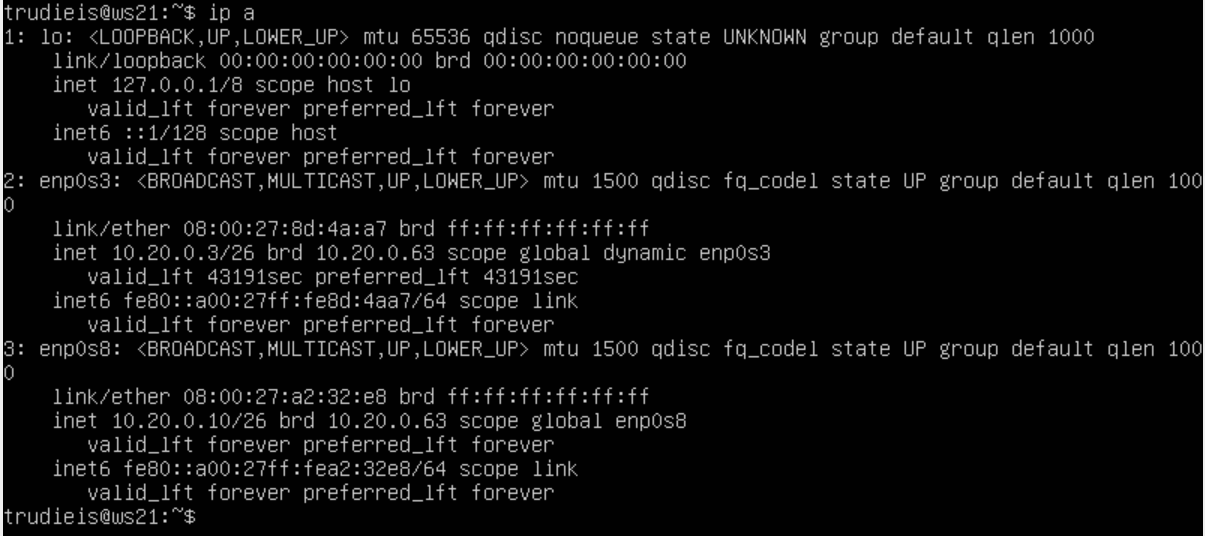 trudieis@ws21:~$ ip a
1: lo: <LOOPBACK,UP,LOWER_UP> mtu 65536 qdisc noqueue state UNKNOWN group default qlen 1000
    link/loopback 00:00:00:00:00:00 brd 00:00:00:00:00:00
    inet 127.0.0.1/8 scope host lo
       valid_lft forever preferred_lft forever
    inet6 ::1/128 scope host
       valid_lft forever preferred_lft forever
2: enp0s3: <BROADCAST,MULTICAST,UP,LOWER_UP> mtu 1500 qdisc fq_codel state UP group default qlen 100
0
    link/ether 08:00:27:8d:4a:a7 brd ff:ff:ff:ff:ff:ff
    inet 10.20.0.3/26 brd 10.20.0.63 scope global dynamic enp0s3
       valid_lft 43191sec preferred_lft 43191sec
    inet6 fe80::a00:27ff:fe8d:4aa7/64 scope link
       valid_lft forever preferred_lft forever
3: enp0s8: <BROADCAST,MULTICAST,UP,LOWER_UP> mtu 1500 qdisc fq_codel state UP group default qlen 100
0
    link/ether 08:00:27:a2:32:e8 brd ff:ff:ff:ff:ff:ff
    inet 10.20.0.10/26 brd 10.20.0.63 scope global enp0s8
       valid_lft forever preferred_lft forever
    inet6 fe80::a00:27ff:fea2:32e8/64 scope link
       valid_lft forever preferred_lft forever
trudieis@ws21:~$